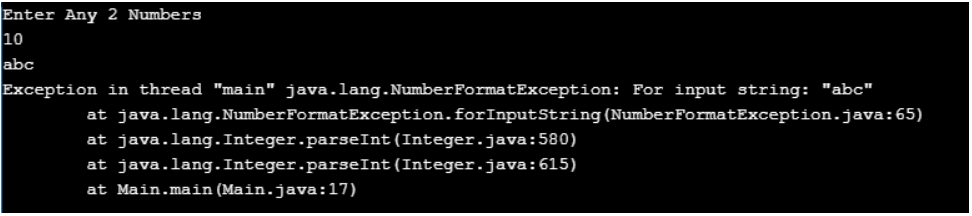 Enter Any 2 Numbers
10
abc
Exception in thread "main" java.lang.NumberFormatException: For input string: "abc"
at java.lang.NumberFormatException.forInputString(NumberFormatException.java:65)
at java.lang.Integer.parseInt(Integer.java:580)
at java.lang.Integer.parseInt(Integer.java:615)
at Main.main(Main.java:17)